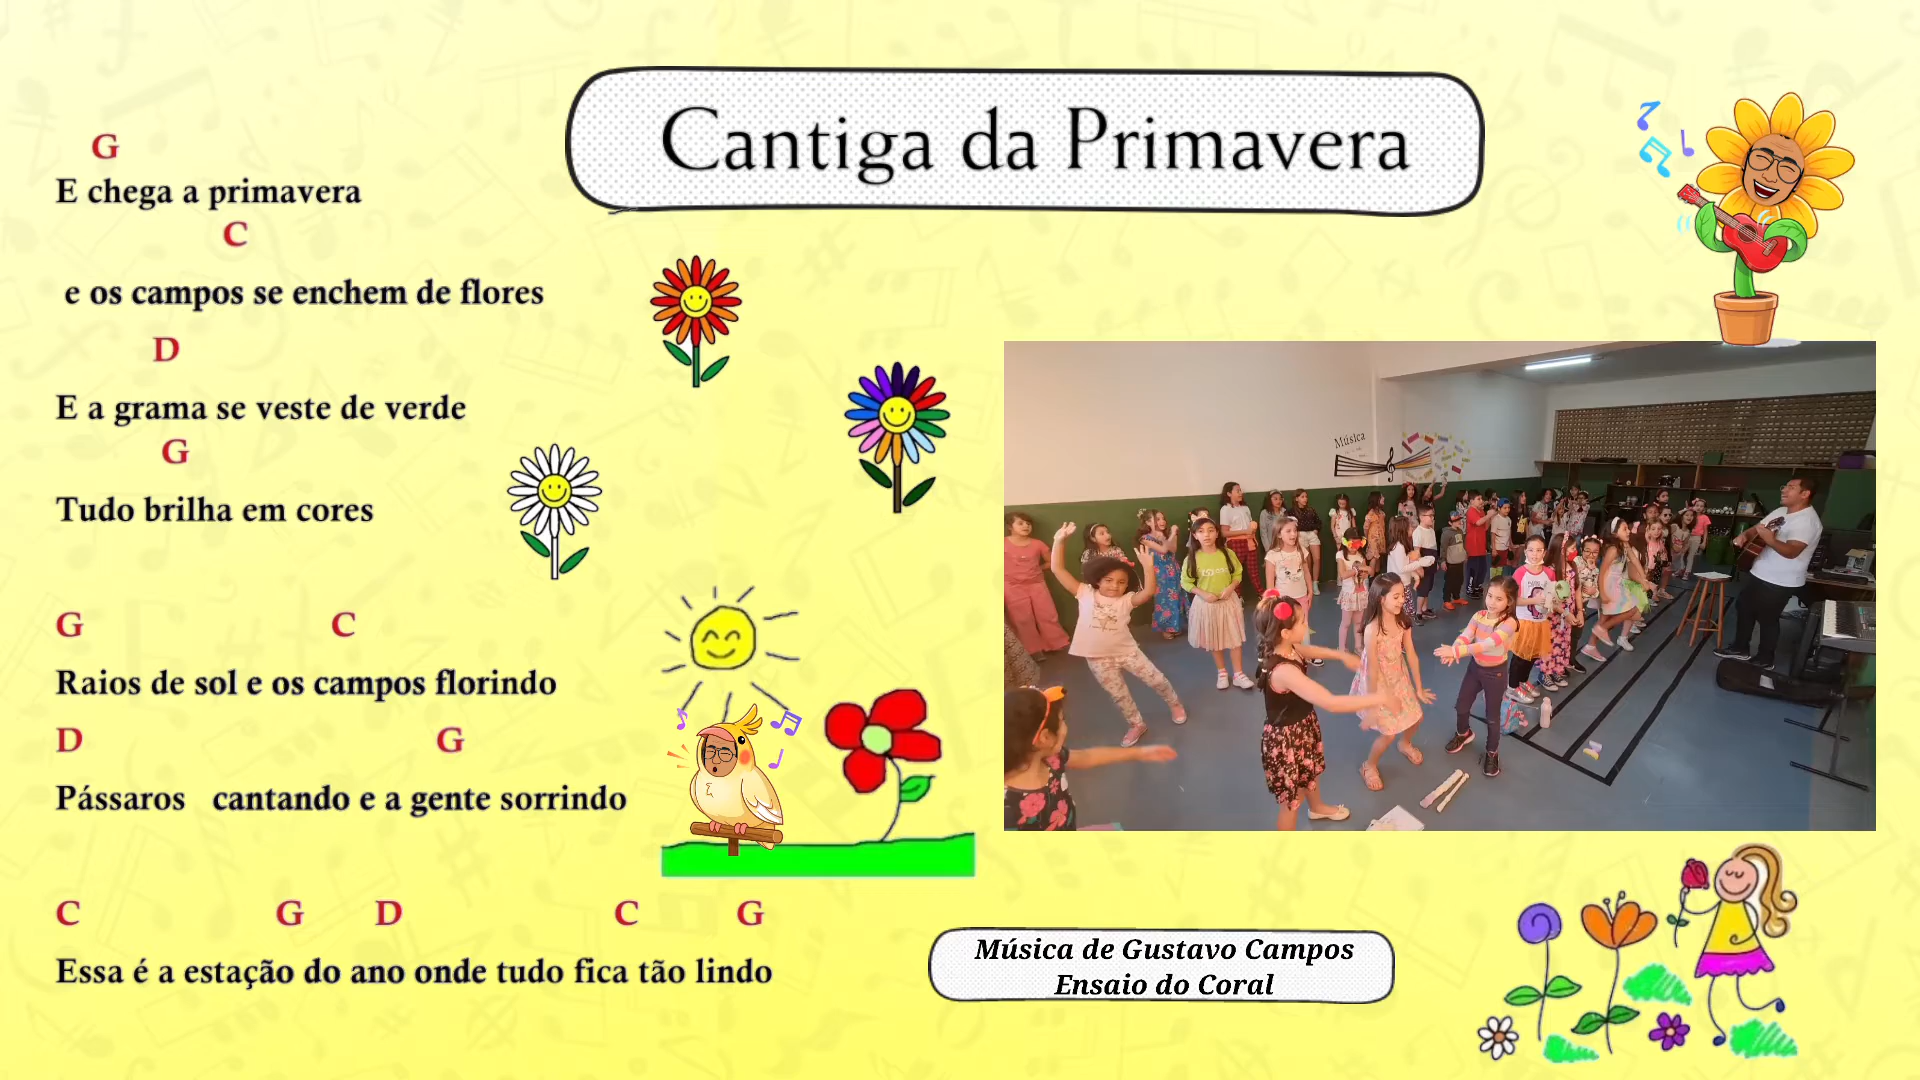 Cantiga da Primavera
G
E chega a primavera
C
e os campos se enchem de flores
D
E a grama se veste de verde
G
Tudo brilha em cores
G C
Raios de sol e os campos florindo
D G
Pássaros cantando e a gente sorrindo
C G D C G
Essa é a estação do ano onde tudo fica tão lindo
Música
Música de Gustavo Campos
Ensaio do Coral